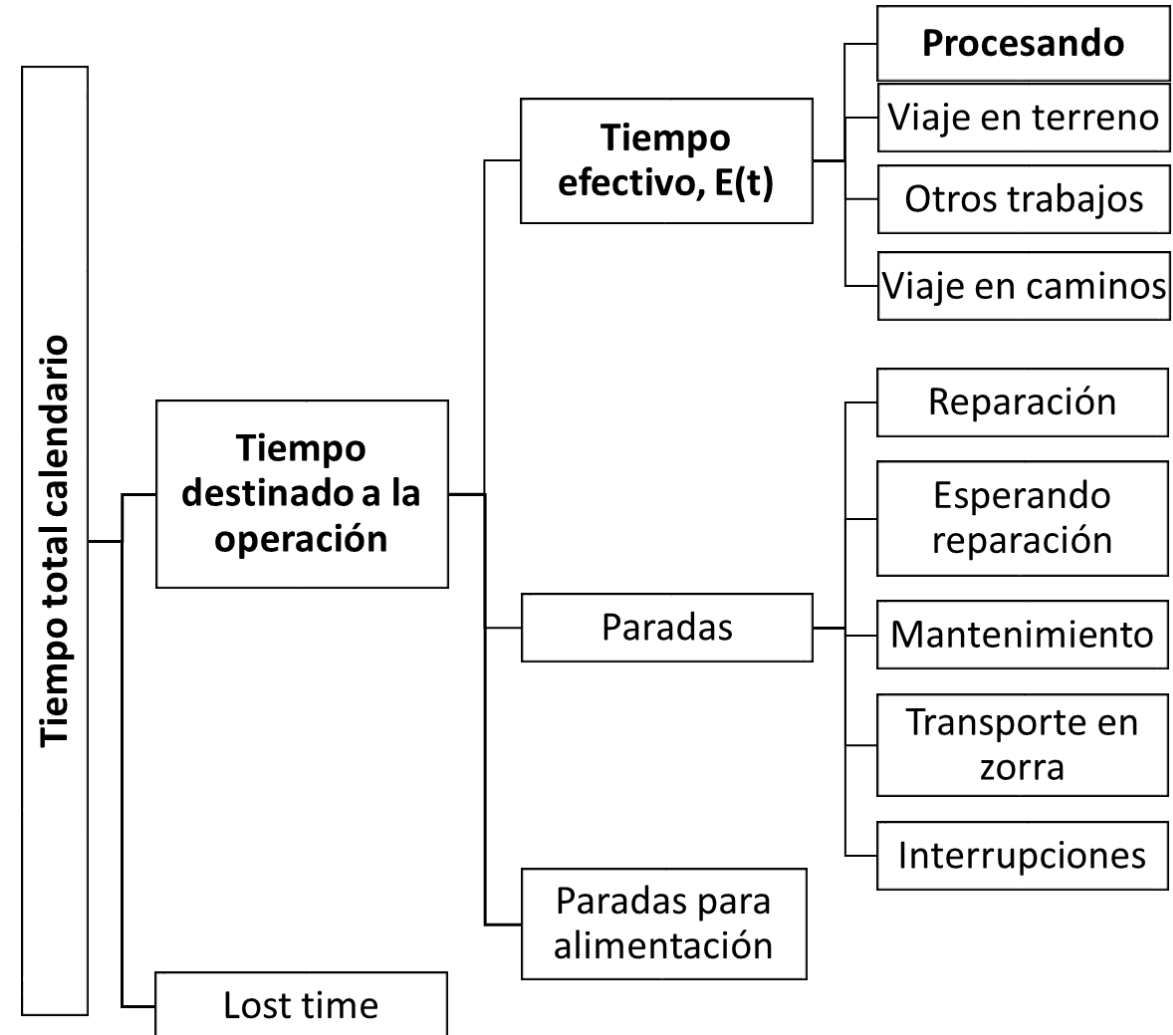 Tiempo total calendario
Tiempo
destinado a la
operación
Lost time
Tiempo
efectivo, E(t)
Paradas
Paradas para
alimentación
Procesando
Viaje en terreno
Otros trabajos
Viaje en caminos
Reparación
Esperando
reparación
Mantenimiento
Transporte en
zorra
Interrupciones